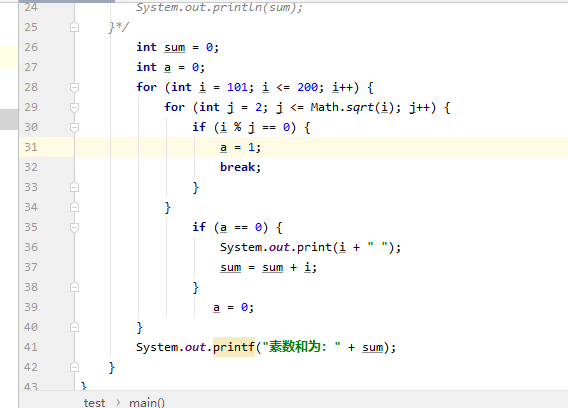 24 System.out.println(sum);
25 }*/
26 int sum = 0;
27 int a = 0;
28 for (int i = 101; i <= 200; i++) {
29 for (int j = 2; j <= Math.sqrt(i); j++) {
30 if (i % j == 0) {
31 a = 1;
32 break;
33 }
34 }
35 if (a == 0) {
36 System.out.print(i + " ");
37 sum = sum + i;
38 }
39 a = 0;
40 }
41 System.out.printf("素数和为：" + sum);
42 }
43 }
test › main()